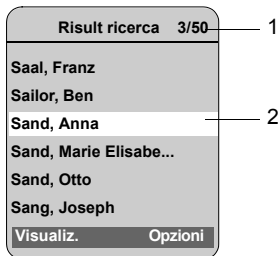 Risult ricerca 3/50 1
Saal, Franz
Sailor, Ben
Sand, Anna 2
Sand, Marie Elisabe...
Sand, Otto
Sang, Joseph
Visualiz. Opzioni